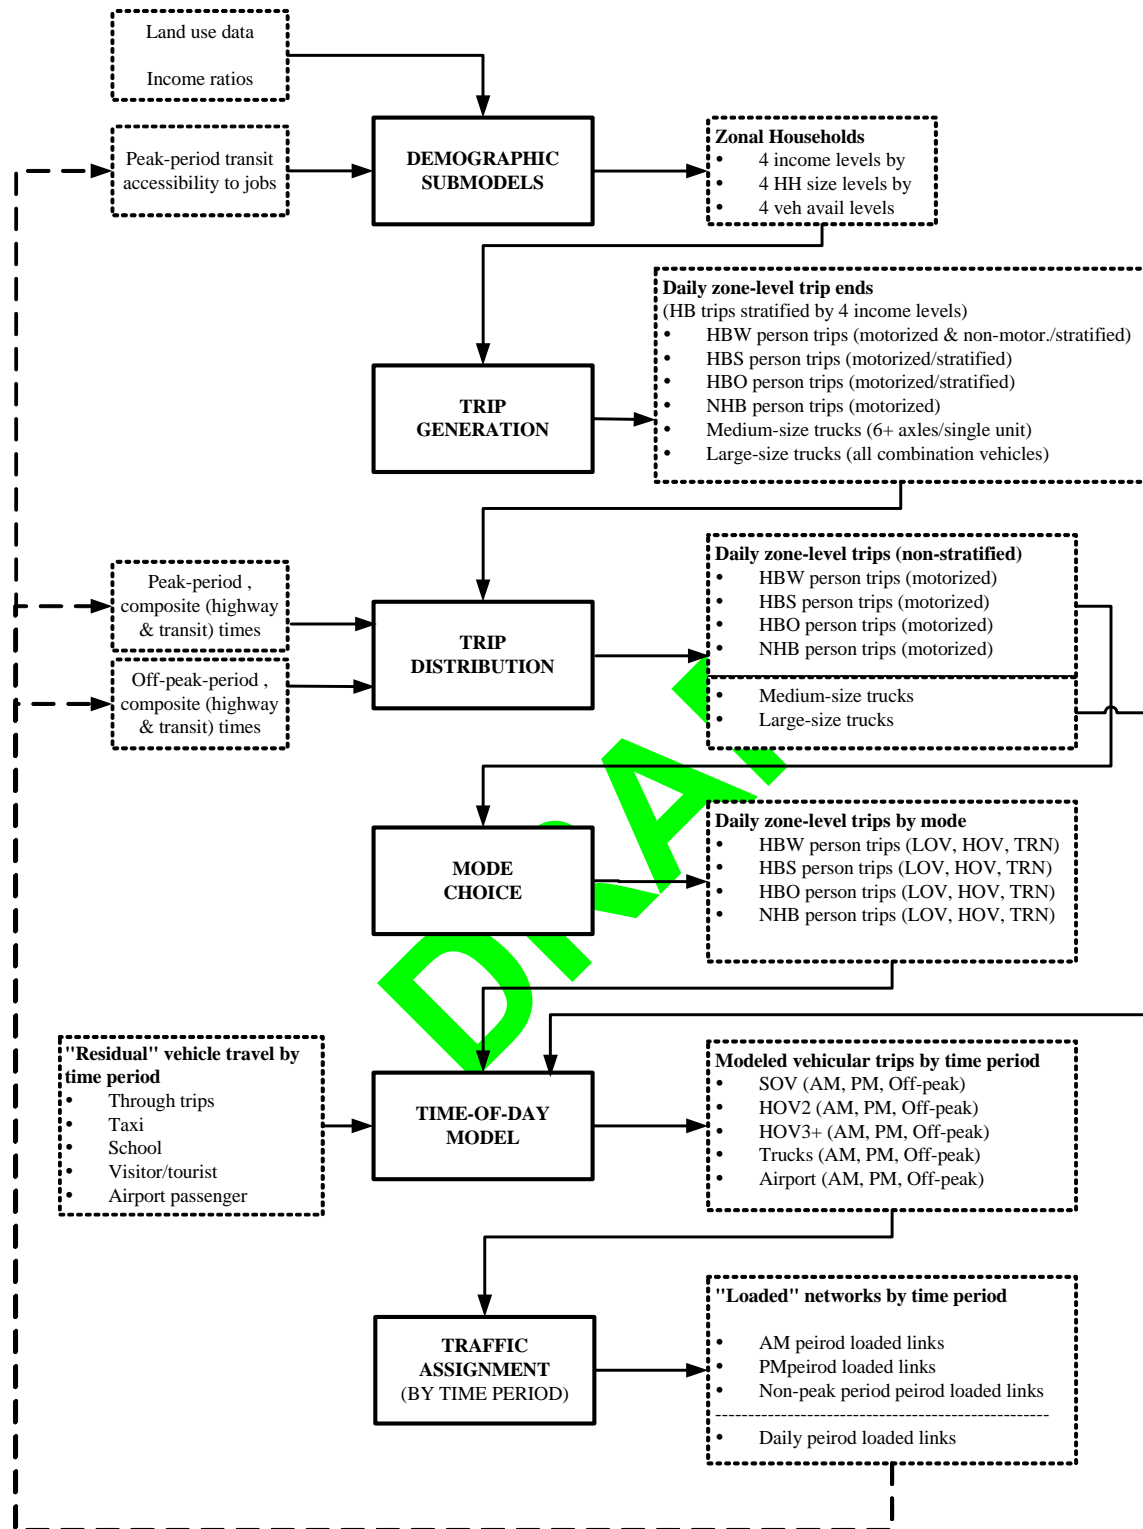 Land use data
Income ratios
Peak-period transit
accessibility to jobs
DEMOGRAPHIC
SUBMODELS
Zonal Households
• 4 income levels by
• 4 HH size levels by
• 4 veh avail levels
Daily zone-level trip ends
(HB trips stratified by 4 income levels)
• HBW person trips (motorized & non-motor./stratified)
• HBS person trips (motorized/stratified)
• HBO person trips (motorized/stratified)
• NHB person trips (motorized)
• Medium-size trucks (6+ axles/single unit)
• Large-size trucks (all combination vehicles)
TRIP
GENERATION
Peak-period ,
composite (highway
& transit) times
Off-peak-period ,
composite (highway
& transit) times
TRIP
DISTRIBUTION
Daily zone-level trips (non-stratified)
• HBW person trips (motorized)
• HBS person trips (motorized)
• HBO person trips (motorized)
• NHB person trips (motorized)
• Medium-size trucks
• Large-size trucks
MODE
CHOICE
Daily zone-level trips by mode
• HBW person trips (LOV, HOV, TRN)
• HBS person trips (LOV, HOV, TRN)
• HBO person trips (LOV, HOV, TRN)
• NHB person trips (LOV, HOV, TRN)
DRAFT
"Residual" vehicle travel by
time period
• Through trips
• Taxi
• School
• Visitor/tourist
• Airport passenger
TIME-OF-DAY
MODEL
Modeled vehicular trips by time period
• SOV (AM, PM, Off-peak)
• HOV2 (AM, PM, Off-peak)
• HOV3+ (AM, PM, Off-peak)
• Trucks (AM, PM, Off-peak)
• Airport (AM, PM, Off-peak)
TRAFFIC
ASSIGNMENT
(BY TIME PERIOD)
"Loaded" networks by time period
• AM peirod loaded links
• PMpeirod loaded links
• Non-peak period peirod loaded links
• Daily peirod loaded links